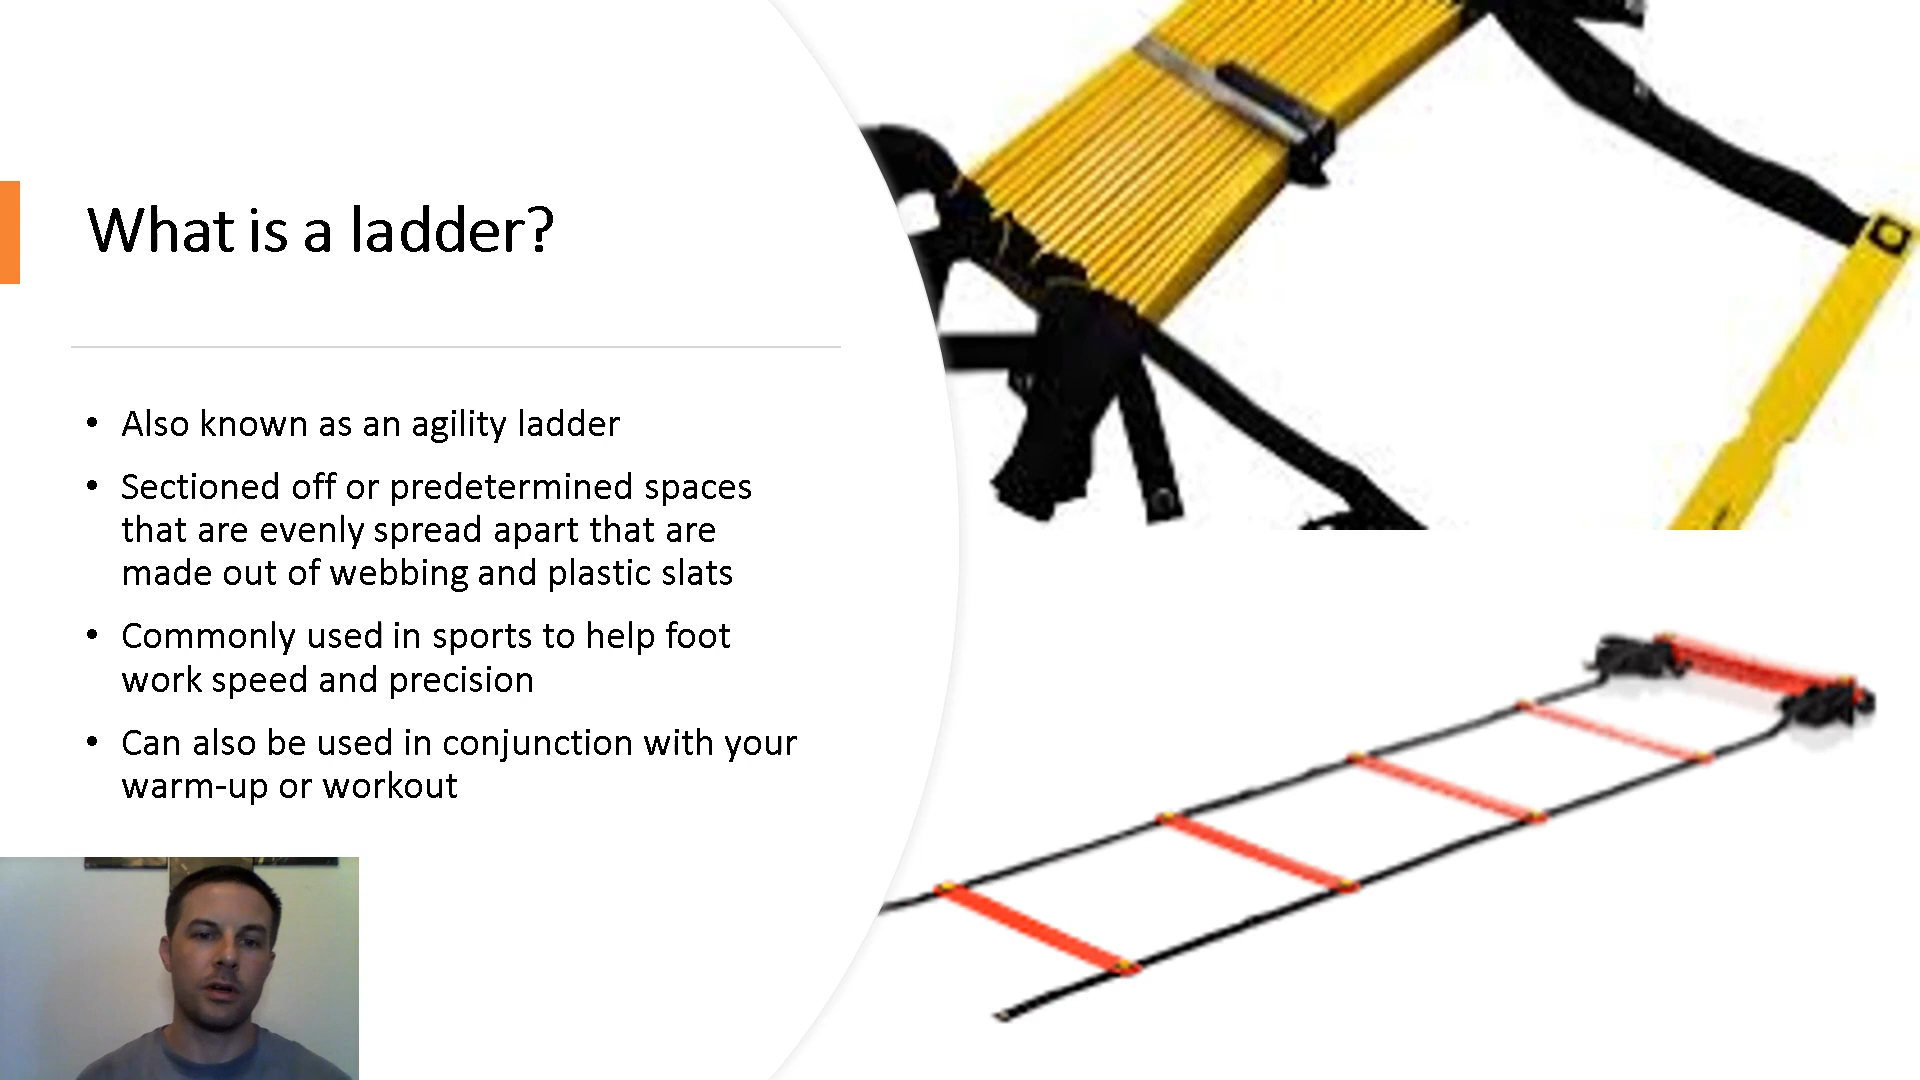 What is a ladder?
• Also known as an agility ladder
• Sectioned off or predetermined spaces
that are evenly spread apart that are
made out of webbing and plastic slats
• Commonly used in sports to help foot
work speed and precision
• Can also be used in conjunction with your
warm-up or workout